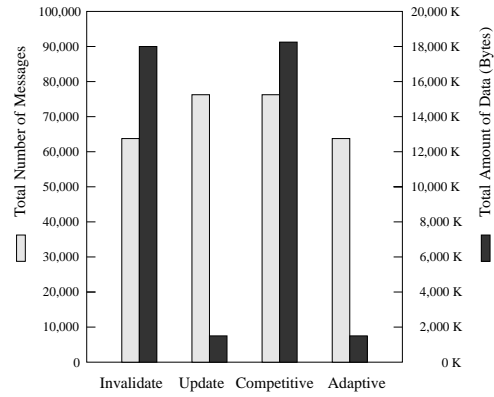 100,000
90,000
80,000
70,000
60,000
50,000
40,000
30,000
20,000
10,000
0
Total Number of Messages
20,000 K
18,000 K
16,000 K
14,000 K
12,000 K
10,000 K
8,000 K
6,000 K
4,000 K
2,000 K
0 K
Total Amount of Data (Bytes)
Invalidate Update Competitive Adaptive